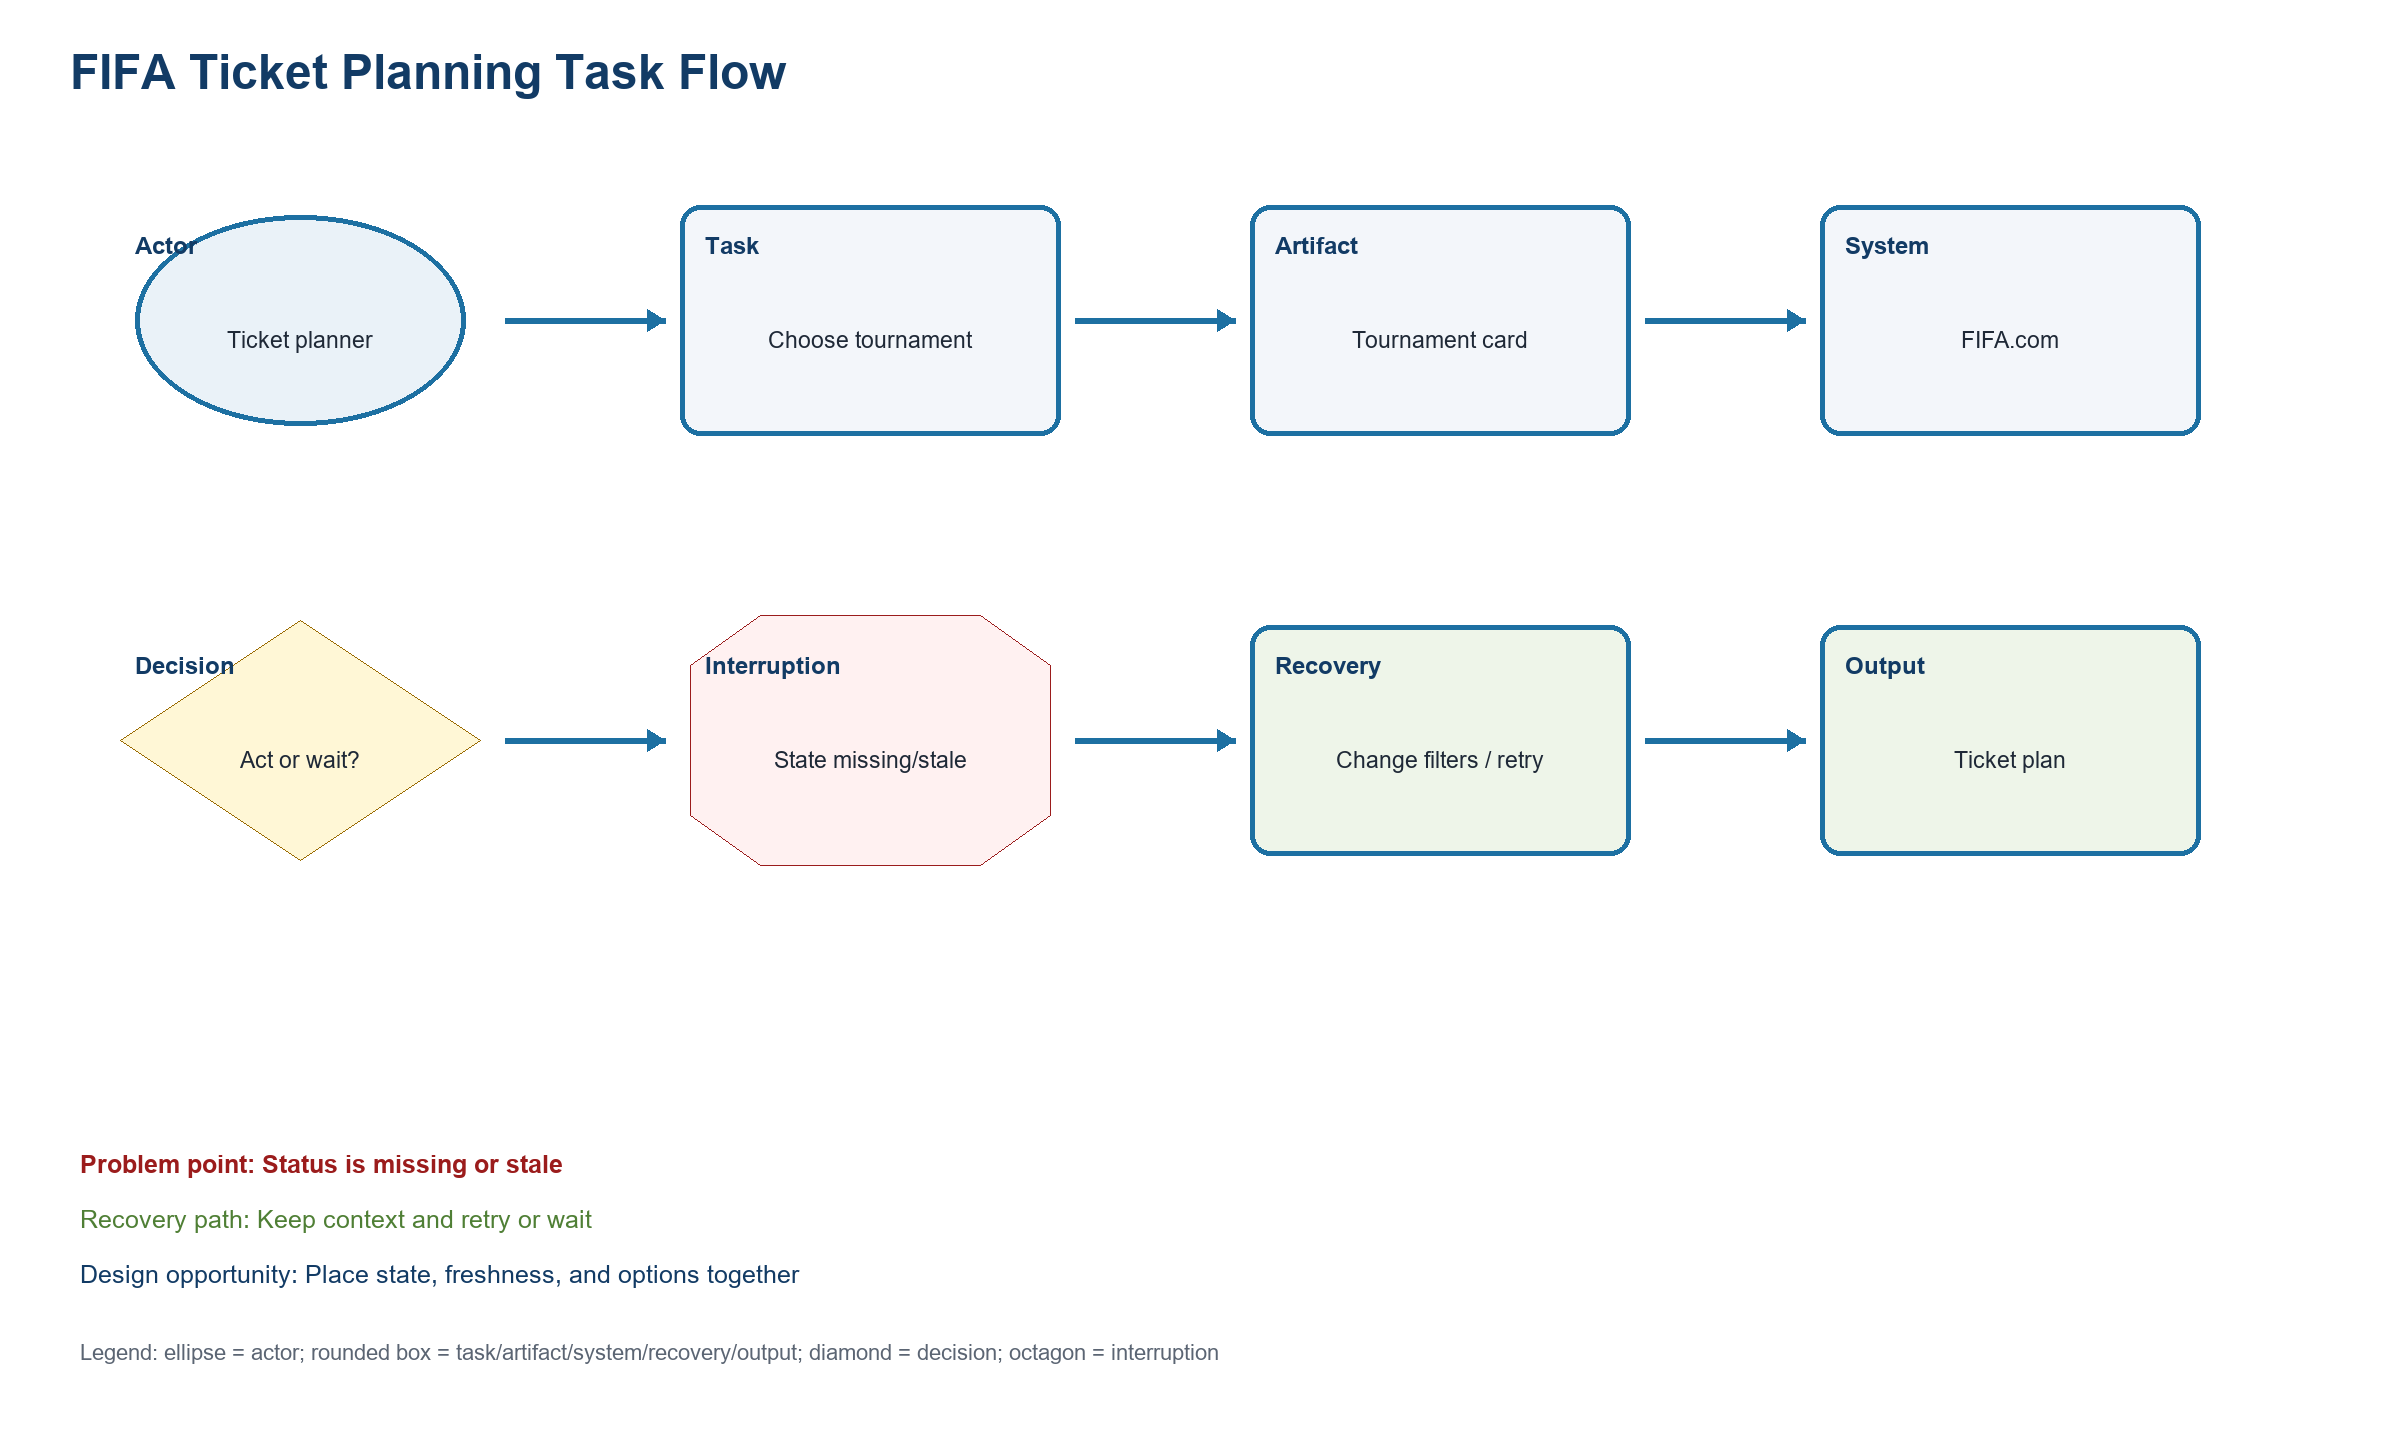 FIFA Ticket Planning Task Flow
Actor
Ticket planner
Task
Choose tournament
Artifact
Tournament card
System
FIFA.com
Decision
Act or wait?
Interruption
State missing/stale
Recovery
Change filters / retry
Output
Ticket plan
Problem point: Status is missing or stale
Recovery path: Keep context and retry or wait
Design opportunity: Place state, freshness, and options together
Legend: ellipse = actor; rounded box = task/artifact/system/recovery/output; diamond = decision; octagon = interruption